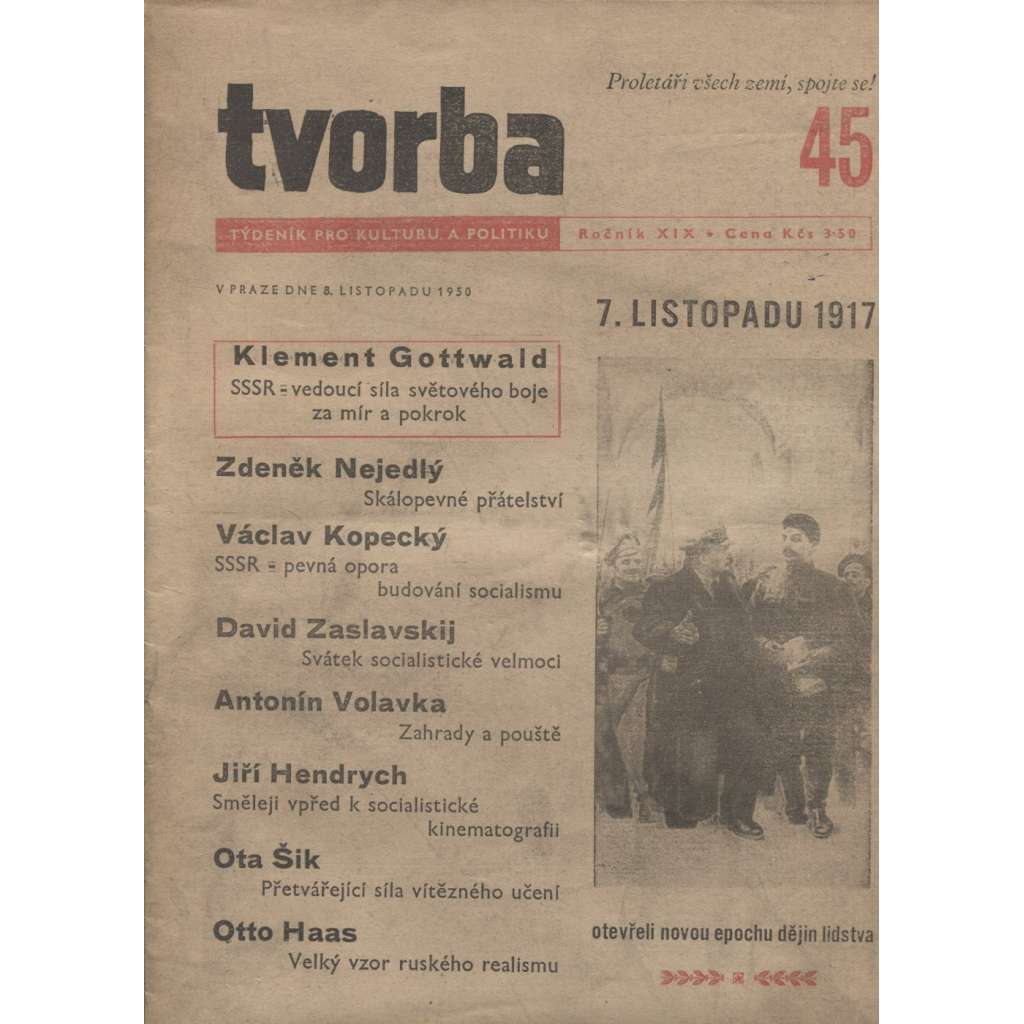 Proletáři všech zemí, spojte se!
tvorba
45
TÝDENÍK PRO KULTURU A POLITIKU
Ročník XIX • Cena Kčs 3·50
V PRAZE DNE 8. LISTOPADU 1950
7. LISTOPADU 1917
Klement Gottwald
SSSR - vedoucí síla světového boje
za mír a pokrok
Zdeněk Nejedlý
Skálopevné přátelství
Václav Kopecký
SSSR - pevná opora
budování socialismu
David Zaslavskij
Svátek socialistické velmoci
Antonín Volavka
Zahrady a pouště
Jiří Hendrych
Směleji vpřed k socialistické
kinematografii
Ota Šik
Přetvářející síla vítězného učení
Otto Haas
Velký vzor ruského realismu
otevřeli novou epochu dějin lidstva